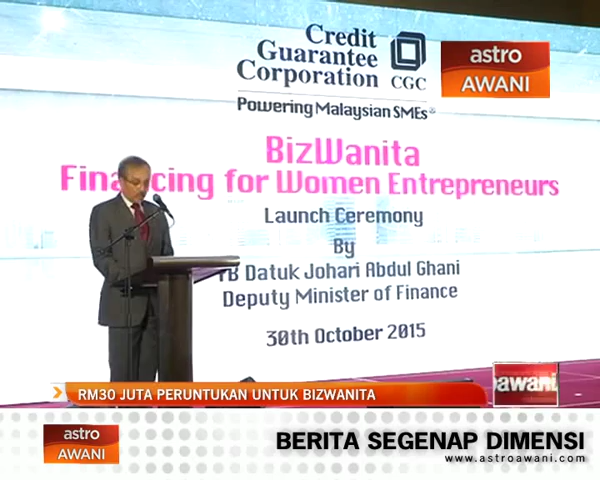 Credit
Guarantee
Corporation
CGC
Powering Malaysian SMEs®
astro
AWANI
BizWanita
Financing for Women Entrepreneurs
Launch Ceremony
By
YB Datuk Johari Abdul Ghani
Deputy Minister of Finance
30th October 2015
awani
RM30 JUTA PERUNTUKAN UNTUK BIZWANITA
astro
AWANI
BERITA SEGENAP DIMENSI
www.astroawani.com